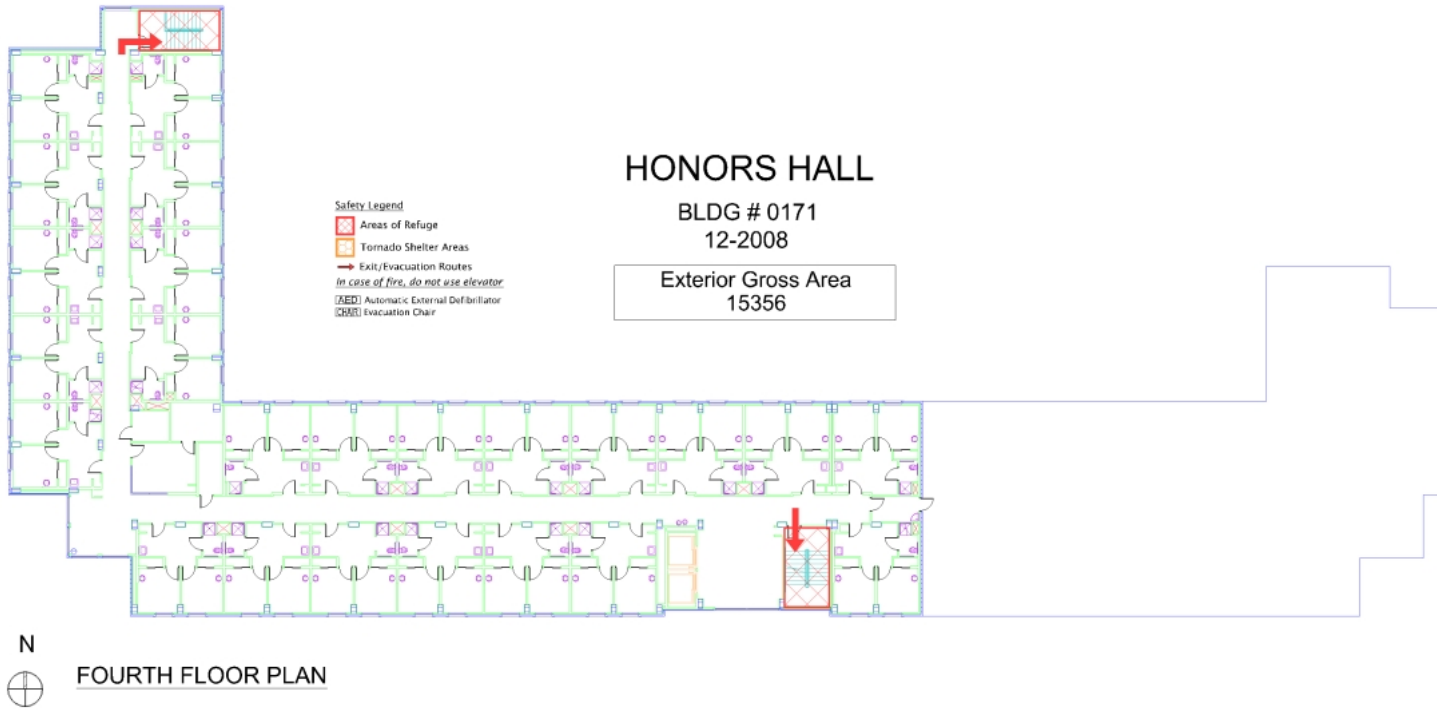 HONORS HALL
BLDG # 0171
12-2008
Exterior Gross Area
15356
Safety Legend
Areas of Refuge
Tornado Shelter Areas
Exit/Evacuation Routes
In case of fire, do not use elevator
AED Automatic External Defibrillator
CHAIR Evacuation Chair
N
FOURTH FLOOR PLAN